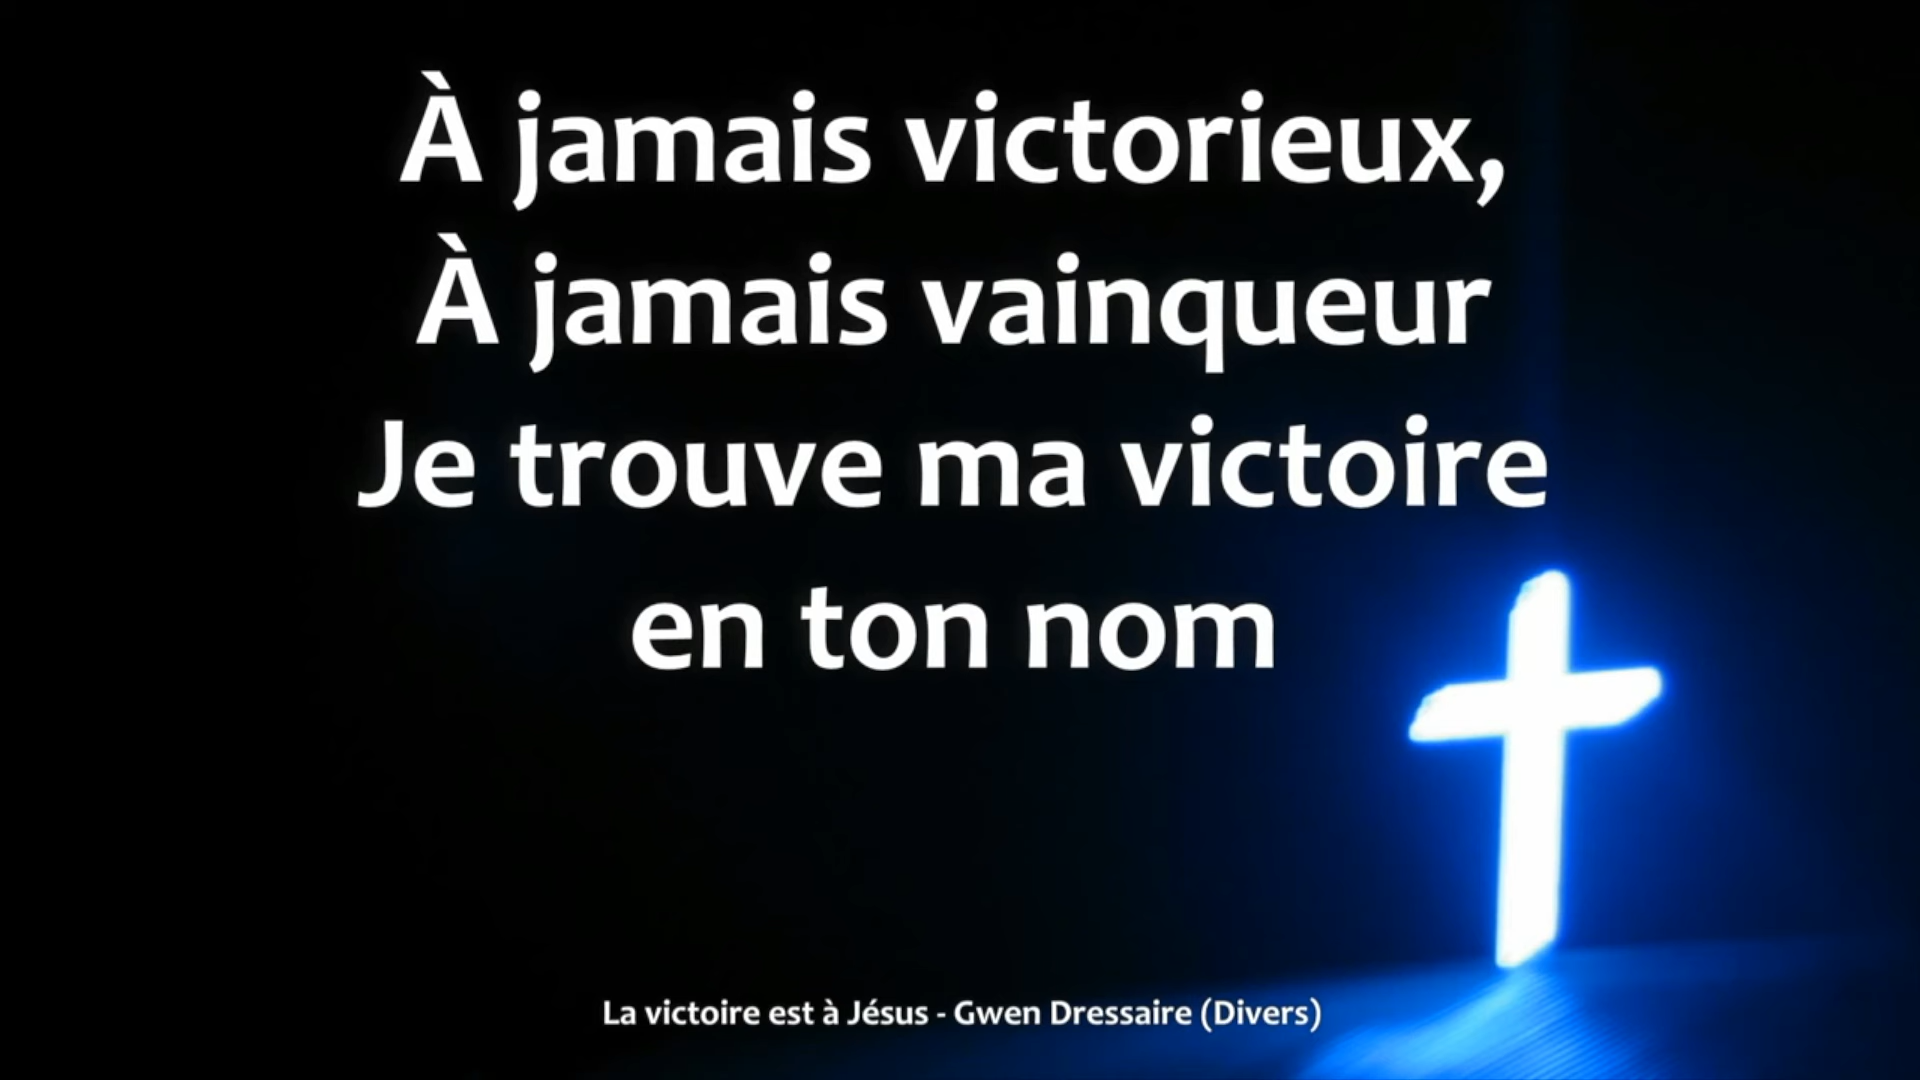 À jamais victorieux,
À jamais vainqueur
Je trouve ma victoire
en ton nom
La victoire est à Jésus - Gwen Dressaire (Divers)